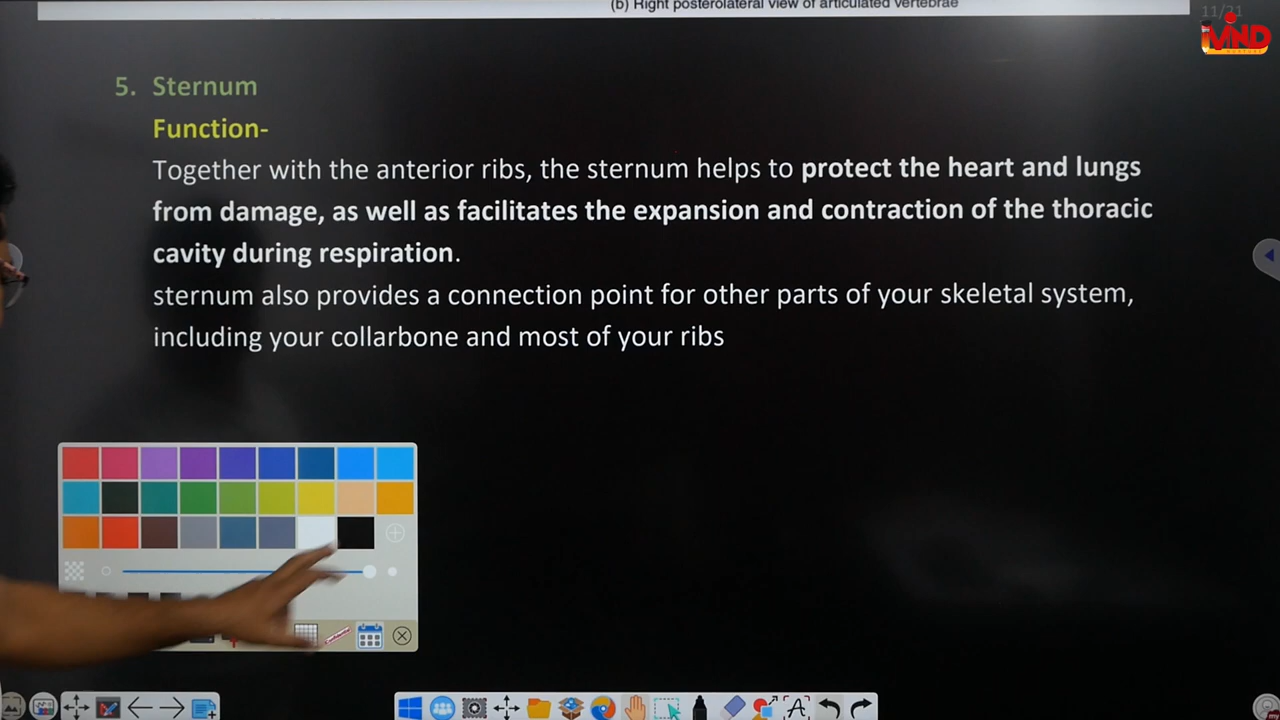 (b) Right posterolateral view of articulated vertebrae
11/21
MND
5. Sternum
Function-
Together with the anterior ribs, the sternum helps to protect the heart and lungs
from damage, as well as facilitates the expansion and contraction of the thoracic
cavity during respiration.
sternum also provides a connection point for other parts of your skeletal system,
including your collarbone and most of your ribs